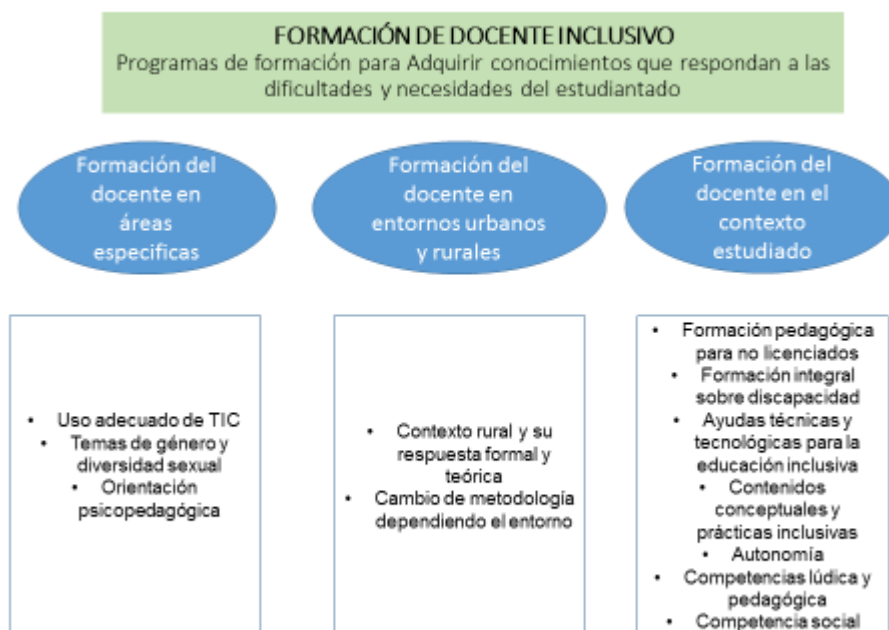 FORMACIÓN DE DOCENTE INCLUSIVO
Programas de formación para Adquirir conocimientos que respondan a las
dificultades y necesidades del estudiantado
Formación del
docente en
áreas
especificas
Formación del
docente en
entornos urbanos
y rurales
Formación del
docente en el
contexto
estudiado
• Uso adecuado de TIC
• Temas de género y
diversidad sexual
• Orientación
psicopedagógica
• Contexto rural y su
respuesta formal y
teórica
• Cambio de metodología
dependiendo el entorno
• Formación pedagógica
para no licenciados
• Formación integral
sobre discapacidad
• Ayudas técnicas y
tecnológicas para la
educación inclusiva
• Contenidos
conceptuales y
prácticas inclusivas
• Autonomía
• Competencias lúdica y
pedagógica
• Competencia social